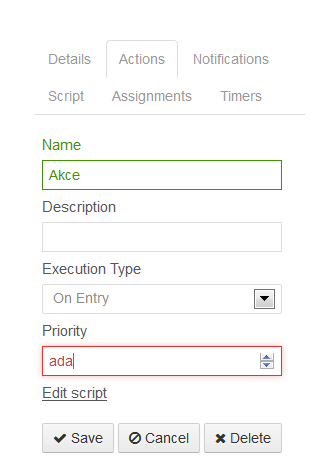 Details Actions Notifications
Script Assignments Timers
Name
Akce
Description
Execution Type
On Entry
Priority
ada
Edit script
Save Cancel Delete